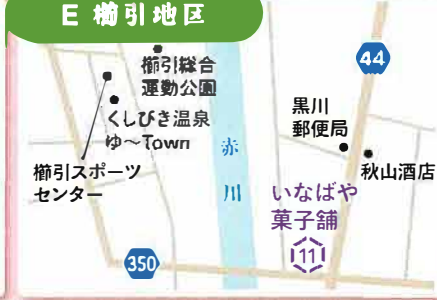 E 櫛引地区
櫛引総合
運動公園
くしびき温泉
ゆ～Town
櫛引スポーツ
センター
赤川
44
黒川
郵便局
秋山酒店
いなばや
菓子舗
11
350